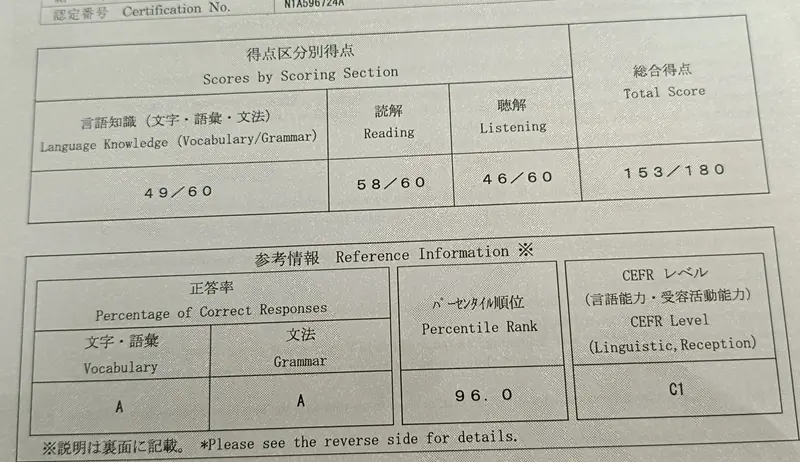 認定番号 Certification No.
N1A596724A
得点区分別得点
Scores by Scoring Section
総合得点
Total Score
言語知識（文字・語彙・文法）
Language Knowledge (Vocabulary/Grammar)
読解
Reading
聴解
Listening
49／60
58／60
46／60
153／180
参考情報 Reference Information ※
正答率
Percentage of Correct Responses
文字・語彙
Vocabulary
文法
Grammar
パーセンタイル順位
Percentile Rank
CEFR レベル
(言語能力・受容活動能力)
CEFR Level
(Linguistic,Reception)
A
A
96.0
C1
※説明は裏面に記載。 *Please see the reverse side for details.